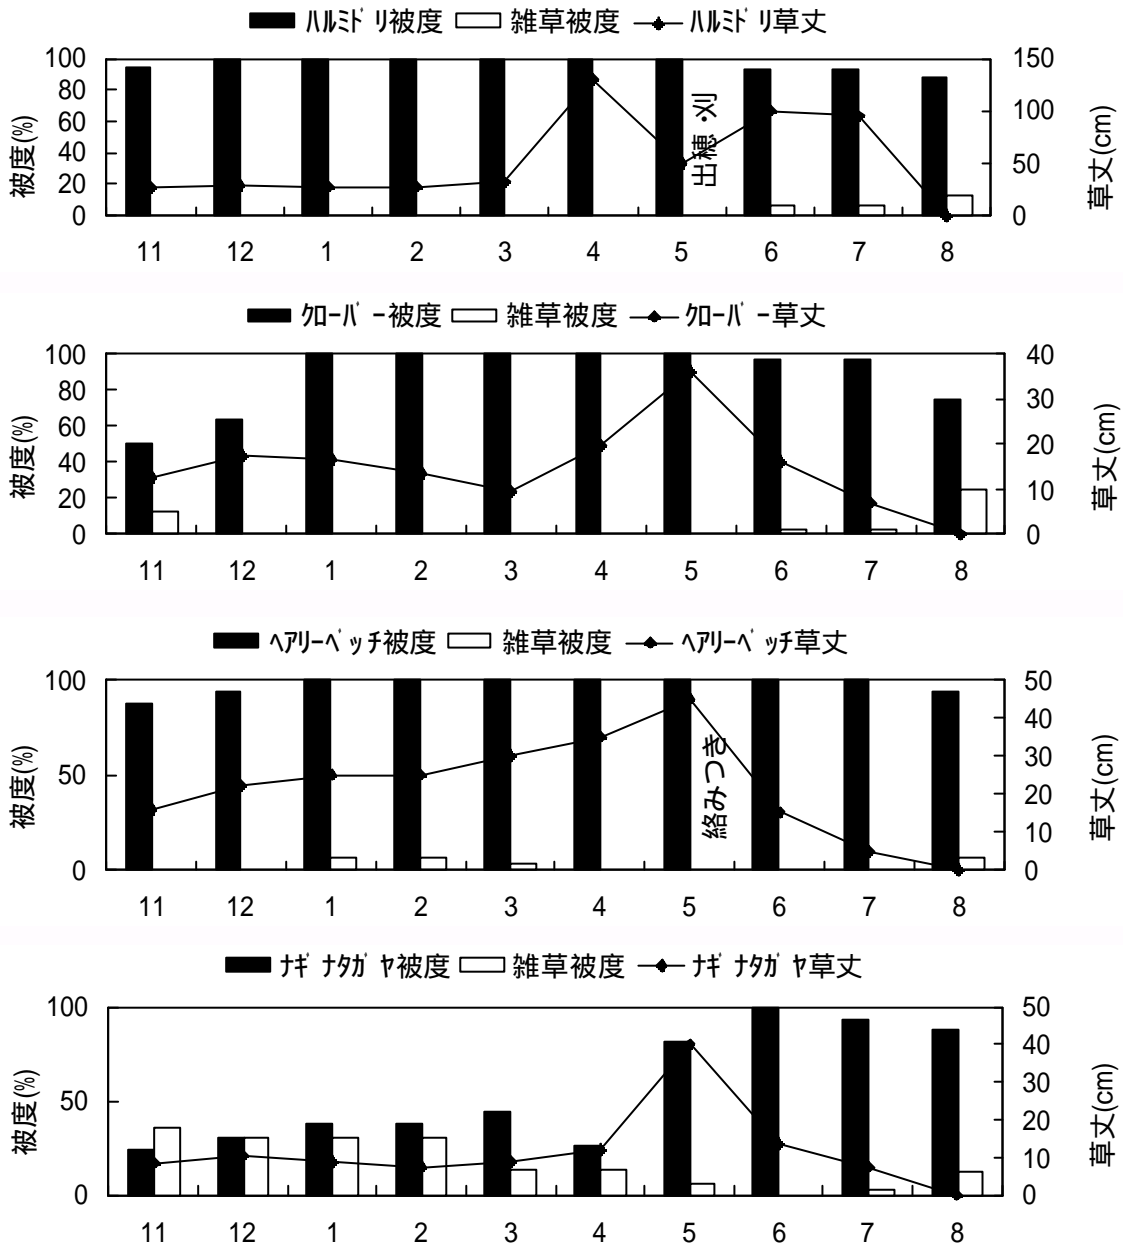 ﾊﾙﾐﾄﾞﾘ被度 雑草被度 ﾊﾙﾐﾄﾞﾘ草丈
100 150
80
60 100
40 50
20
0 0
被度(%)
出穂・刈
草丈(cm)
11 12 1 2 3 4 5 6 7 8
ｸﾛｰﾊﾞｰ被度 雑草被度 ｸﾛｰﾊﾞｰ草丈
100 40
80 30
60 20
40
20 10
0 0
被度(%)
草丈(cm)
11 12 1 2 3 4 5 6 7 8
ﾍｱﾘｰﾍﾞｯﾁ被度 雑草被度 ﾍｱﾘｰﾍﾞｯﾁ草丈
100 50
40
50 30
20
10
0 0
被度(%)
絡みつき
草丈(cm)
11 12 1 2 3 4 5 6 7 8
ﾅｷﾞﾅﾀｶﾞﾔ被度 雑草被度 ﾅｷﾞﾅﾀｶﾞﾔ草丈
100 50
40
50 30
20
10
0 0
被度(%)
草丈(cm)
11 12 1 2 3 4 5 6 7 8